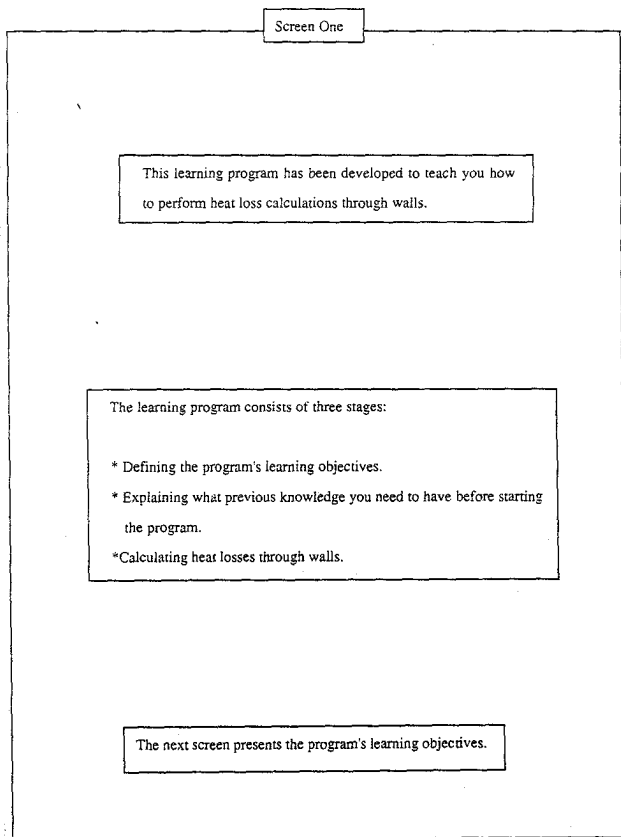 Screen One
This learning program has been developed to teach you how
to perform heat loss calculations through walls.
The learning program consists of three stages:
* Defining the program's learning objectives.
* Explaining what previous knowledge you need to have before starting
the program.
*Calculating heat losses through walls.
The next screen presents the program's learning objectives.